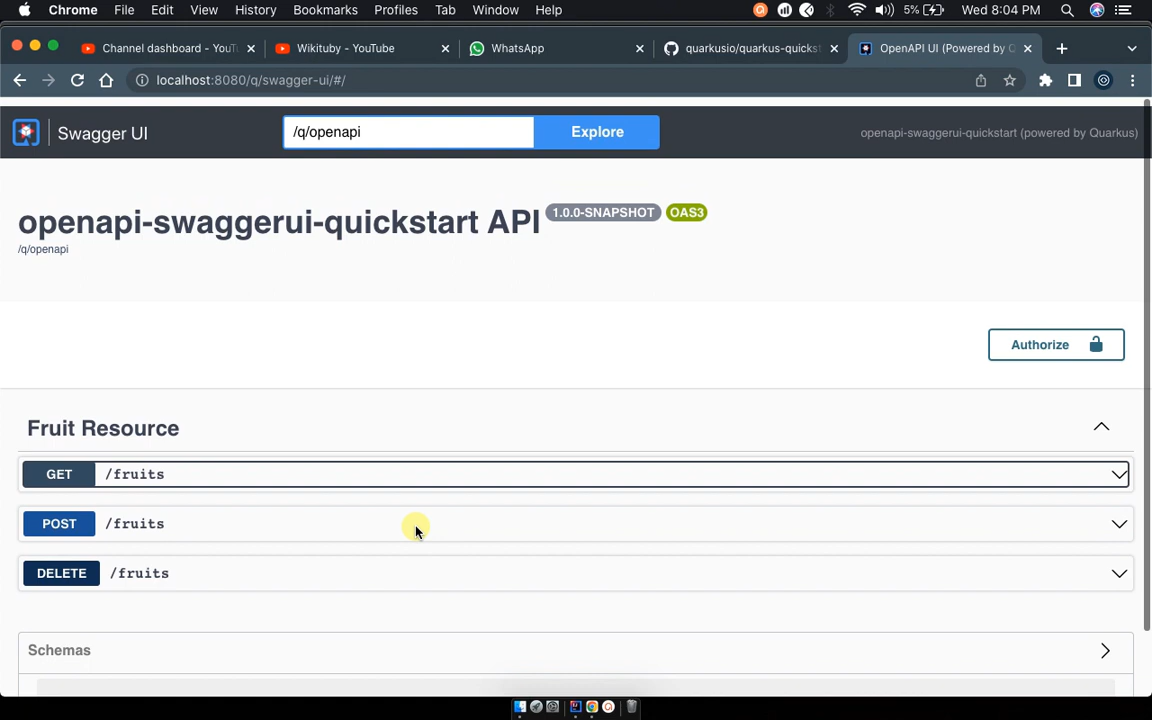 Chrome File Edit View History Bookmarks Profiles Tab Window Help 5% Wed 8:04 PM
Channel dashboard - YouTu Wikituby - YouTube WhatsApp quarkusio/quarkus-quickst OpenAPI UI (Powered by Q
localhost:8080/q/swagger-ui/#/
Swagger UI /q/openapi Explore openapi-swaggerui-quickstart (powered by Quarkus)
openapi-swaggerui-quickstart API 1.0.0-SNAPSHOT OAS3
/q/openapi
Authorize
Fruit Resource
GET /fruits
POST /fruits
DELETE /fruits
Schemas